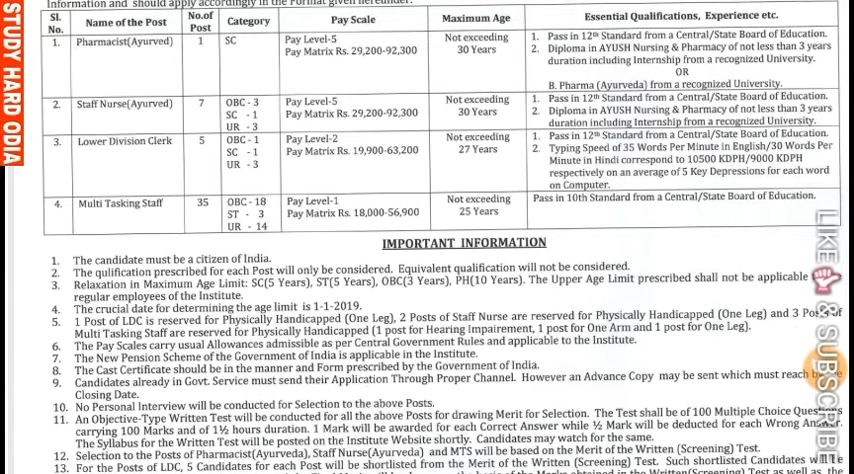 Information and should apply accordingly in the Format given hereunder.
STUDY HARD ODIA
Sl. No. Name of the Post No.of Post Category Pay Scale Maximum Age Essential Qualifications, Experience etc.
1. Pharmacist(Ayurved) 1 SC Pay Level-5 Not exceeding 1. Pass in 12th Standard from a Central/State Board of Education.
Pay Matrix Rs. 29,200-92,300 30 Years 2. Diploma in AYUSH Nursing & Pharmacy of not less than 3 years
duration including Internship from a recognized University.
OR
B. Pharma (Ayurveda) from a recognized University.
2. Staff Nurse(Ayurved) 7 OBC - 3 Pay Level-5 Not exceeding 1. Pass in 12th Standard from a Central/State Board of Education.
SC - 1 Pay Matrix Rs. 29,200-92,300 30 Years 2. Diploma in AYUSH Nursing & Pharmacy of not less than 3 years
UR - 3 duration including Internship from a recognized University.
3. Lower Division Clerk 5 OBC - 1 Pay Level-2 Not exceeding 1. Pass in 12th Standard from a Central/State Board of Education.
SC - 1 Pay Matrix Rs. 19,900-63,200 27 Years 2. Typing Speed of 35 Words Per Minute in English/30 Words Per
UR - 3 Minute in Hindi correspond to 10500 KDPH/9000 KDPH
respectively on an average of 5 Key Depressions for each word
on Computer.
4. Multi Tasking Staff 35 OBC - 18 Pay Level-1 Not exceeding Pass in 10th Standard from a Central/State Board of Education.
ST - 3 Pay Matrix Rs. 18,000-56,900 25 Years
UR - 14
IMPORTANT INFORMATION
1. The candidate must be a citizen of India.
2. The qulification prescribed for each Post will only be considered. Equivalent qualification will not be considered.
3. Relaxation in Maximum Age Limit: SC(5 Years), ST(5 Years), OBC(3 Years), PH(10 Years). The Upper Age Limit prescribed shall not be applicable
regular employees of the Institute.
4. The crucial date for determining the age limit is 1-1-2019.
5. 1 Post of LDC is reserved for Physically Handicapped (One Leg), 2 Posts of Staff Nurse are reserved for Physically Handicapped (One Leg) and 3 Posts of
Multi Tasking Staff are reserved for Physically Handicapped (1 post for Hearing Impairement, 1 post for One Arm and 1 post for One Leg).
6. The Pay Scales carry usual Allowances admissible as per Central Government Rules and applicable to the Institute.
7. The New Pension Scheme of the Government of India is applicable in the Institute.
8. The Cast Certificate should be in the manner and Form prescribed by the Government of India.
9. Candidates already in Govt. Service must send their Application Through Proper Channel. However an Advance Copy may be sent which must reach
Closing Date.
10. No Personal Interview will be conducted for Selection to the above Posts.
11. An Objective-Type Written Test will be conducted for all the above Posts for drawing Merit for Selection. The Test shall be of 100 Multiple Choice Questions
carrying 100 Marks and of 1½ hours duration. 1 Mark will be awarded for each Correct Answer while ½ Mark will be deducted for each Wrong Answer.
The Syllabus for the Written Test will be posted on the Institute Website shortly. Candidates may watch for the same.
12. Selection to the Posts of Pharmacist(Ayurveda), Staff Nurse(Ayurved) and MTS will be based on the Merit of the Written (Screening) Test.
13. For the Posts of LDC, 5 Candidates for each Post will be shortlisted from the Merit of the Written (Screening) Test. Such shortlisted Candidates
LIKE & SUBSCRIBE